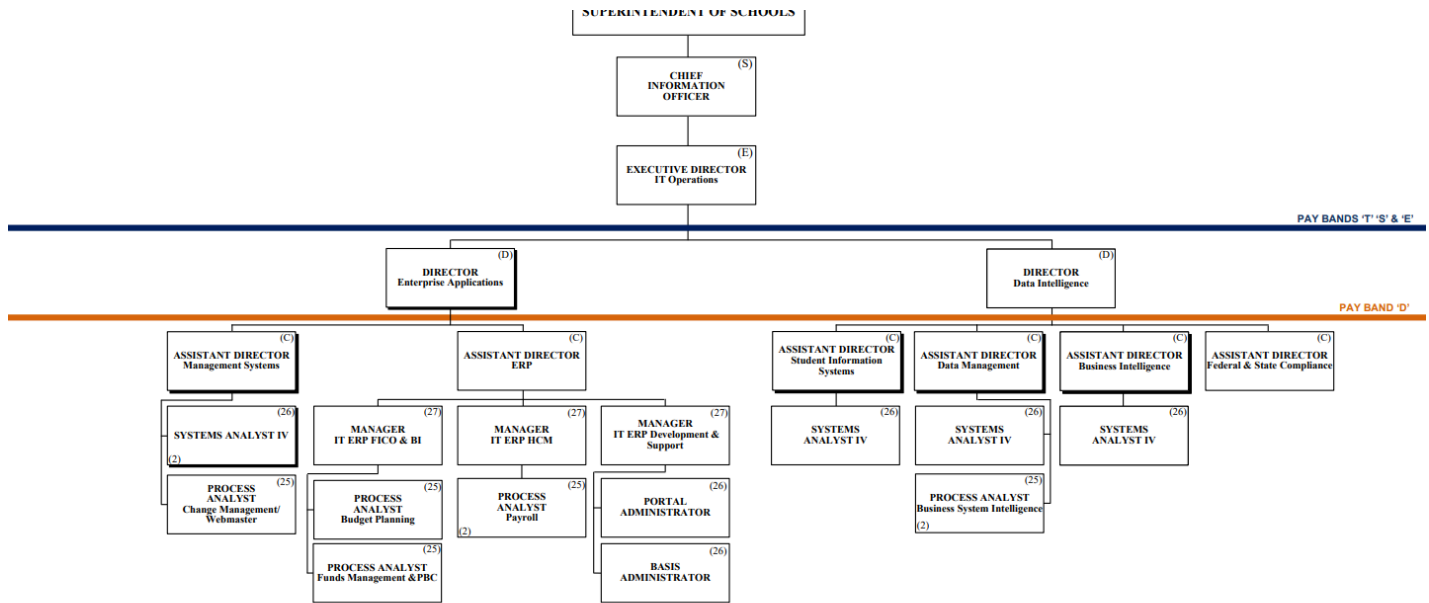 SUPERINTENDENT OF SCHOOLS
(S)
CHIEF
INFORMATION
OFFICER
(E)
EXECUTIVE DIRECTOR
IT Operations
PAY BANDS ‘T’ ‘S’ & ‘E’
(D)
DIRECTOR
Enterprise Applications
(D)
DIRECTOR
Data Intelligence
PAY BAND ‘D’
(C)
ASSISTANT DIRECTOR
Management Systems
(C)
ASSISTANT DIRECTOR
ERP
(C)
ASSISTANT DIRECTOR
Student Information
Systems
(C)
ASSISTANT DIRECTOR
Data Management
(C)
ASSISTANT DIRECTOR
Business Intelligence
(C)
ASSISTANT DIRECTOR
Federal & State Compliance
(26)
SYSTEMS ANALYST IV
(2)
(27)
MANAGER
IT ERP FICO & BI
(27)
MANAGER
IT ERP HCM
(27)
MANAGER
IT ERP Development &
Support
(26)
SYSTEMS
ANALYST IV
(26)
SYSTEMS
ANALYST IV
(26)
SYSTEMS
ANALYST IV
(25)
PROCESS
ANALYST
Change Management/
Webmaster
(25)
PROCESS
ANALYST
Budget Planning
(25)
PROCESS
ANALYST
Payroll
(2)
(26)
PORTAL
ADMINISTRATOR
(25)
PROCESS ANALYST
Business System Intelligence
(2)
(25)
PROCESS ANALYST
Funds Management &PBC
(26)
BASIS
ADMINISTRATOR